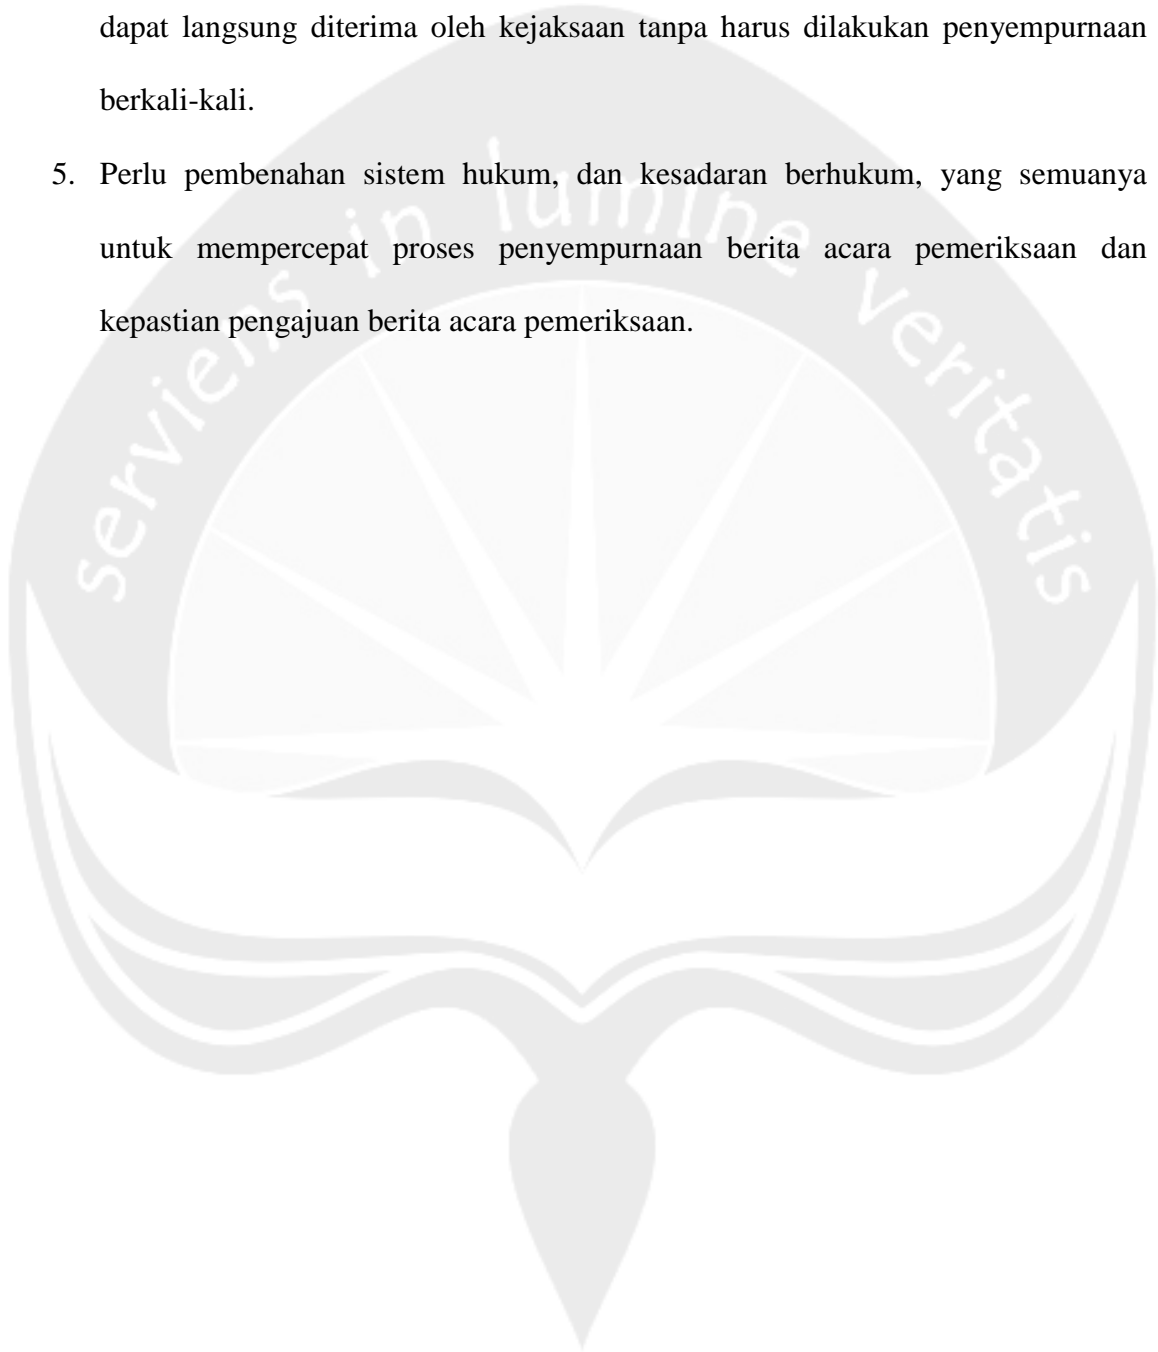 dapat langsung diterima oleh kejaksaan tanpa harus dilakukan penyempurnaan
berkali-kali.
5. Perlu pembenahan sistem hukum, dan kesadaran berhukum, yang semuanya
untuk mempercepat proses penyempurnaan berita acara pemeriksaan dan
kepastian pengajuan berita acara pemeriksaan.
serviens in lumine veritatis